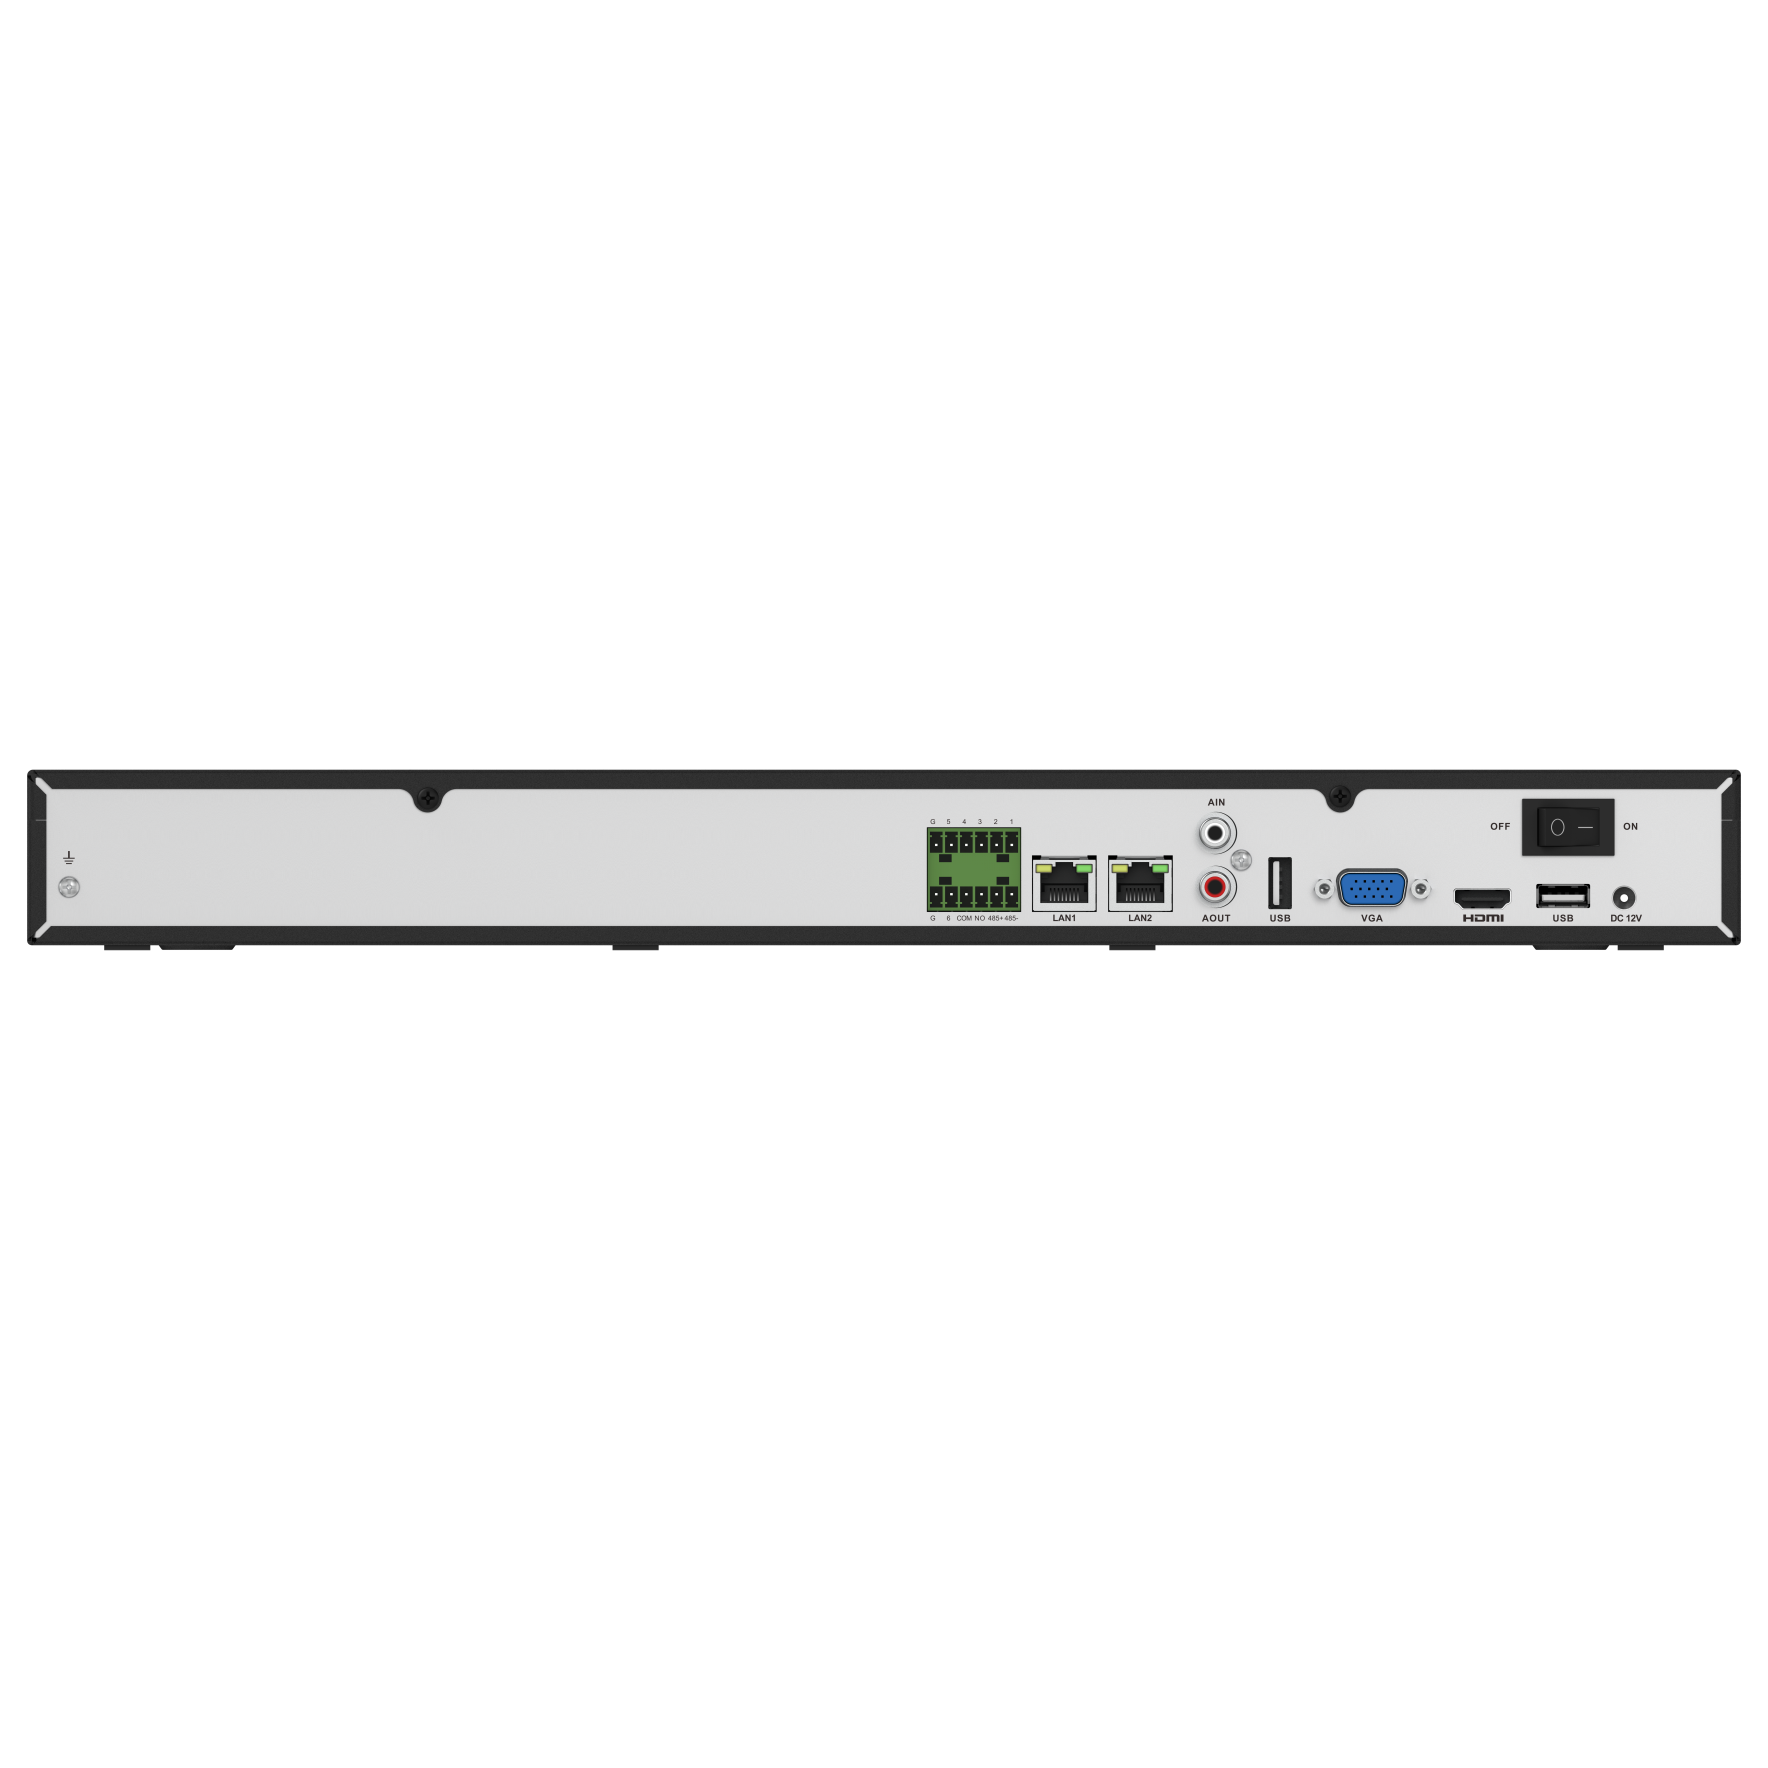 AIN
G 5 4 3 2 1
OFF
ON
G 6 COM NO 485+ 485-
LAN1
LAN2
AOUT
USB
VGA
HDMI
USB
DC 12V